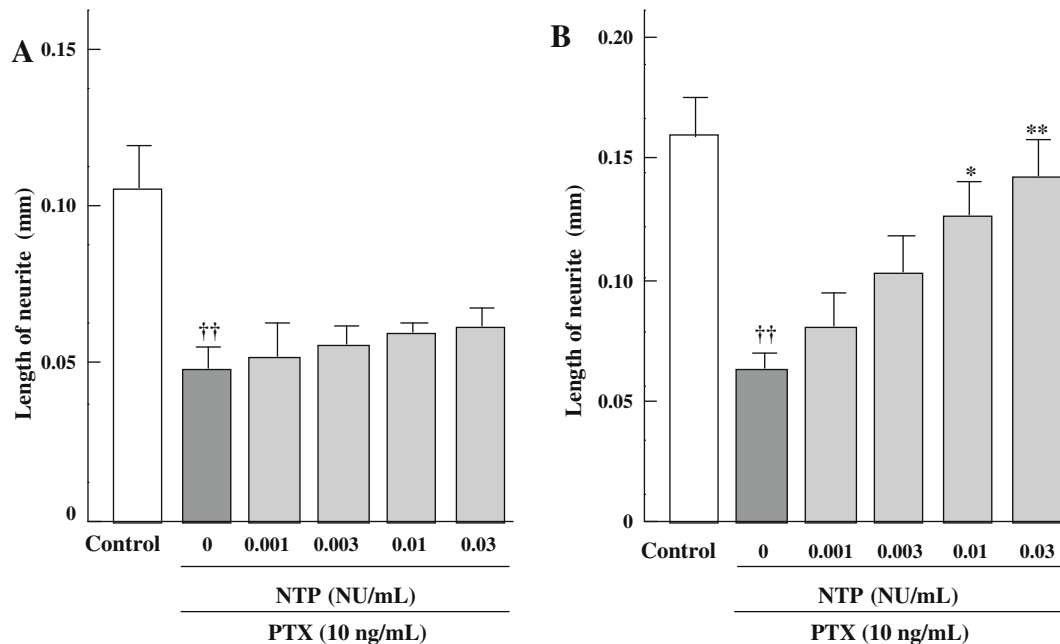 A
0.15
0.10
0.05
0
Length of neurite (mm)
††
Control 0 0.001 0.003 0.01 0.03
NTP (NU/mL)
PTX (10 ng/mL)
B
0.20
0.15
0.10
0.05
0
Length of neurite (mm)
††
*
**
Control 0 0.001 0.003 0.01 0.03
NTP (NU/mL)
PTX (10 ng/mL)